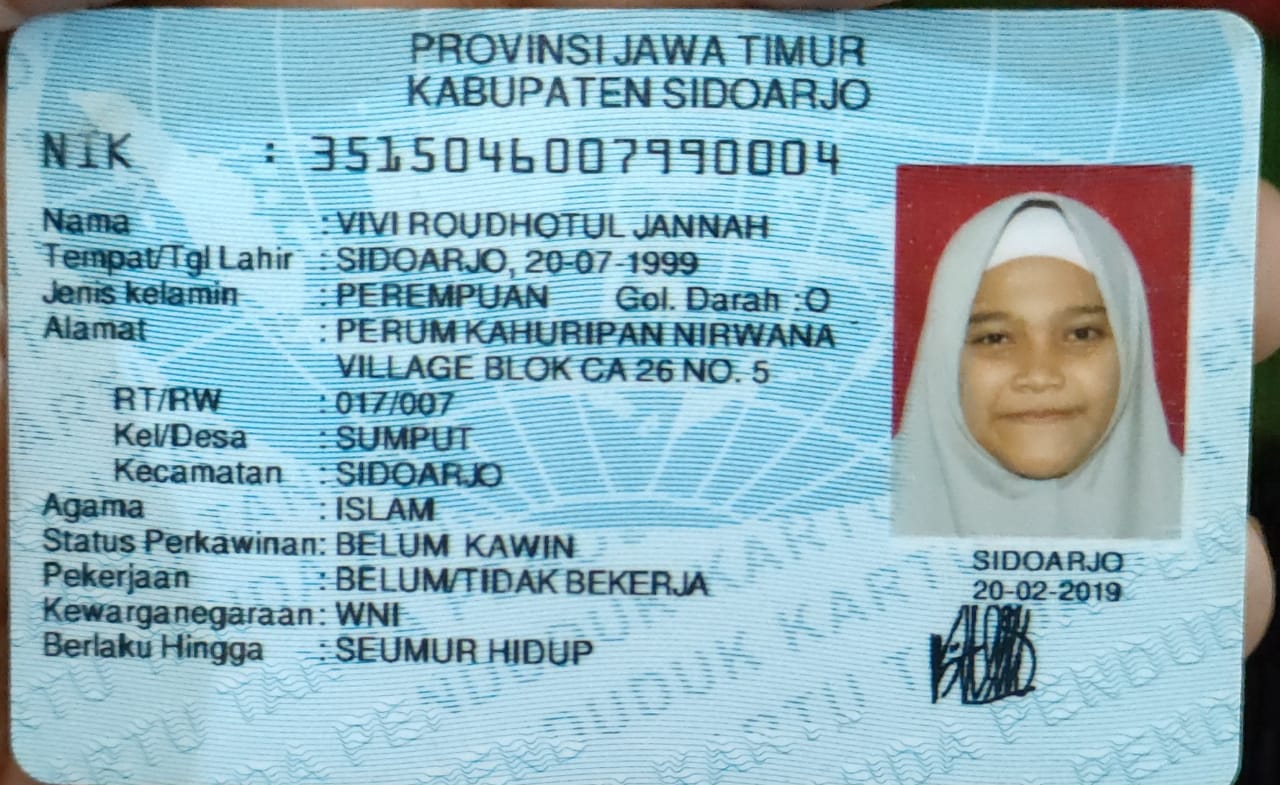 PROVINSI JAWA TIMUR
KABUPATEN SIDOARJO
NIK : 3515046007990004
Nama : VIVI ROUDHOTUL JANNAH
Tempat/Tgl Lahir : SIDOARJO, 20-07-1999
Jenis kelamin : PEREMPUAN Gol. Darah : O
Alamat : PERUM KAHURIPAN NIRWANA
VILLAGE BLOK CA 26 NO. 5
RT/RW : 017/007
Kel/Desa : SUMPUT
Kecamatan : SIDOARJO
Agama : ISLAM
Status Perkawinan: BELUM KAWIN
Pekerjaan : BELUM/TIDAK BEKERJA
Kewarganegaraan: WNI
Berlaku Hingga : SEUMUR HIDUP
SIDOARJO
20-02-2019